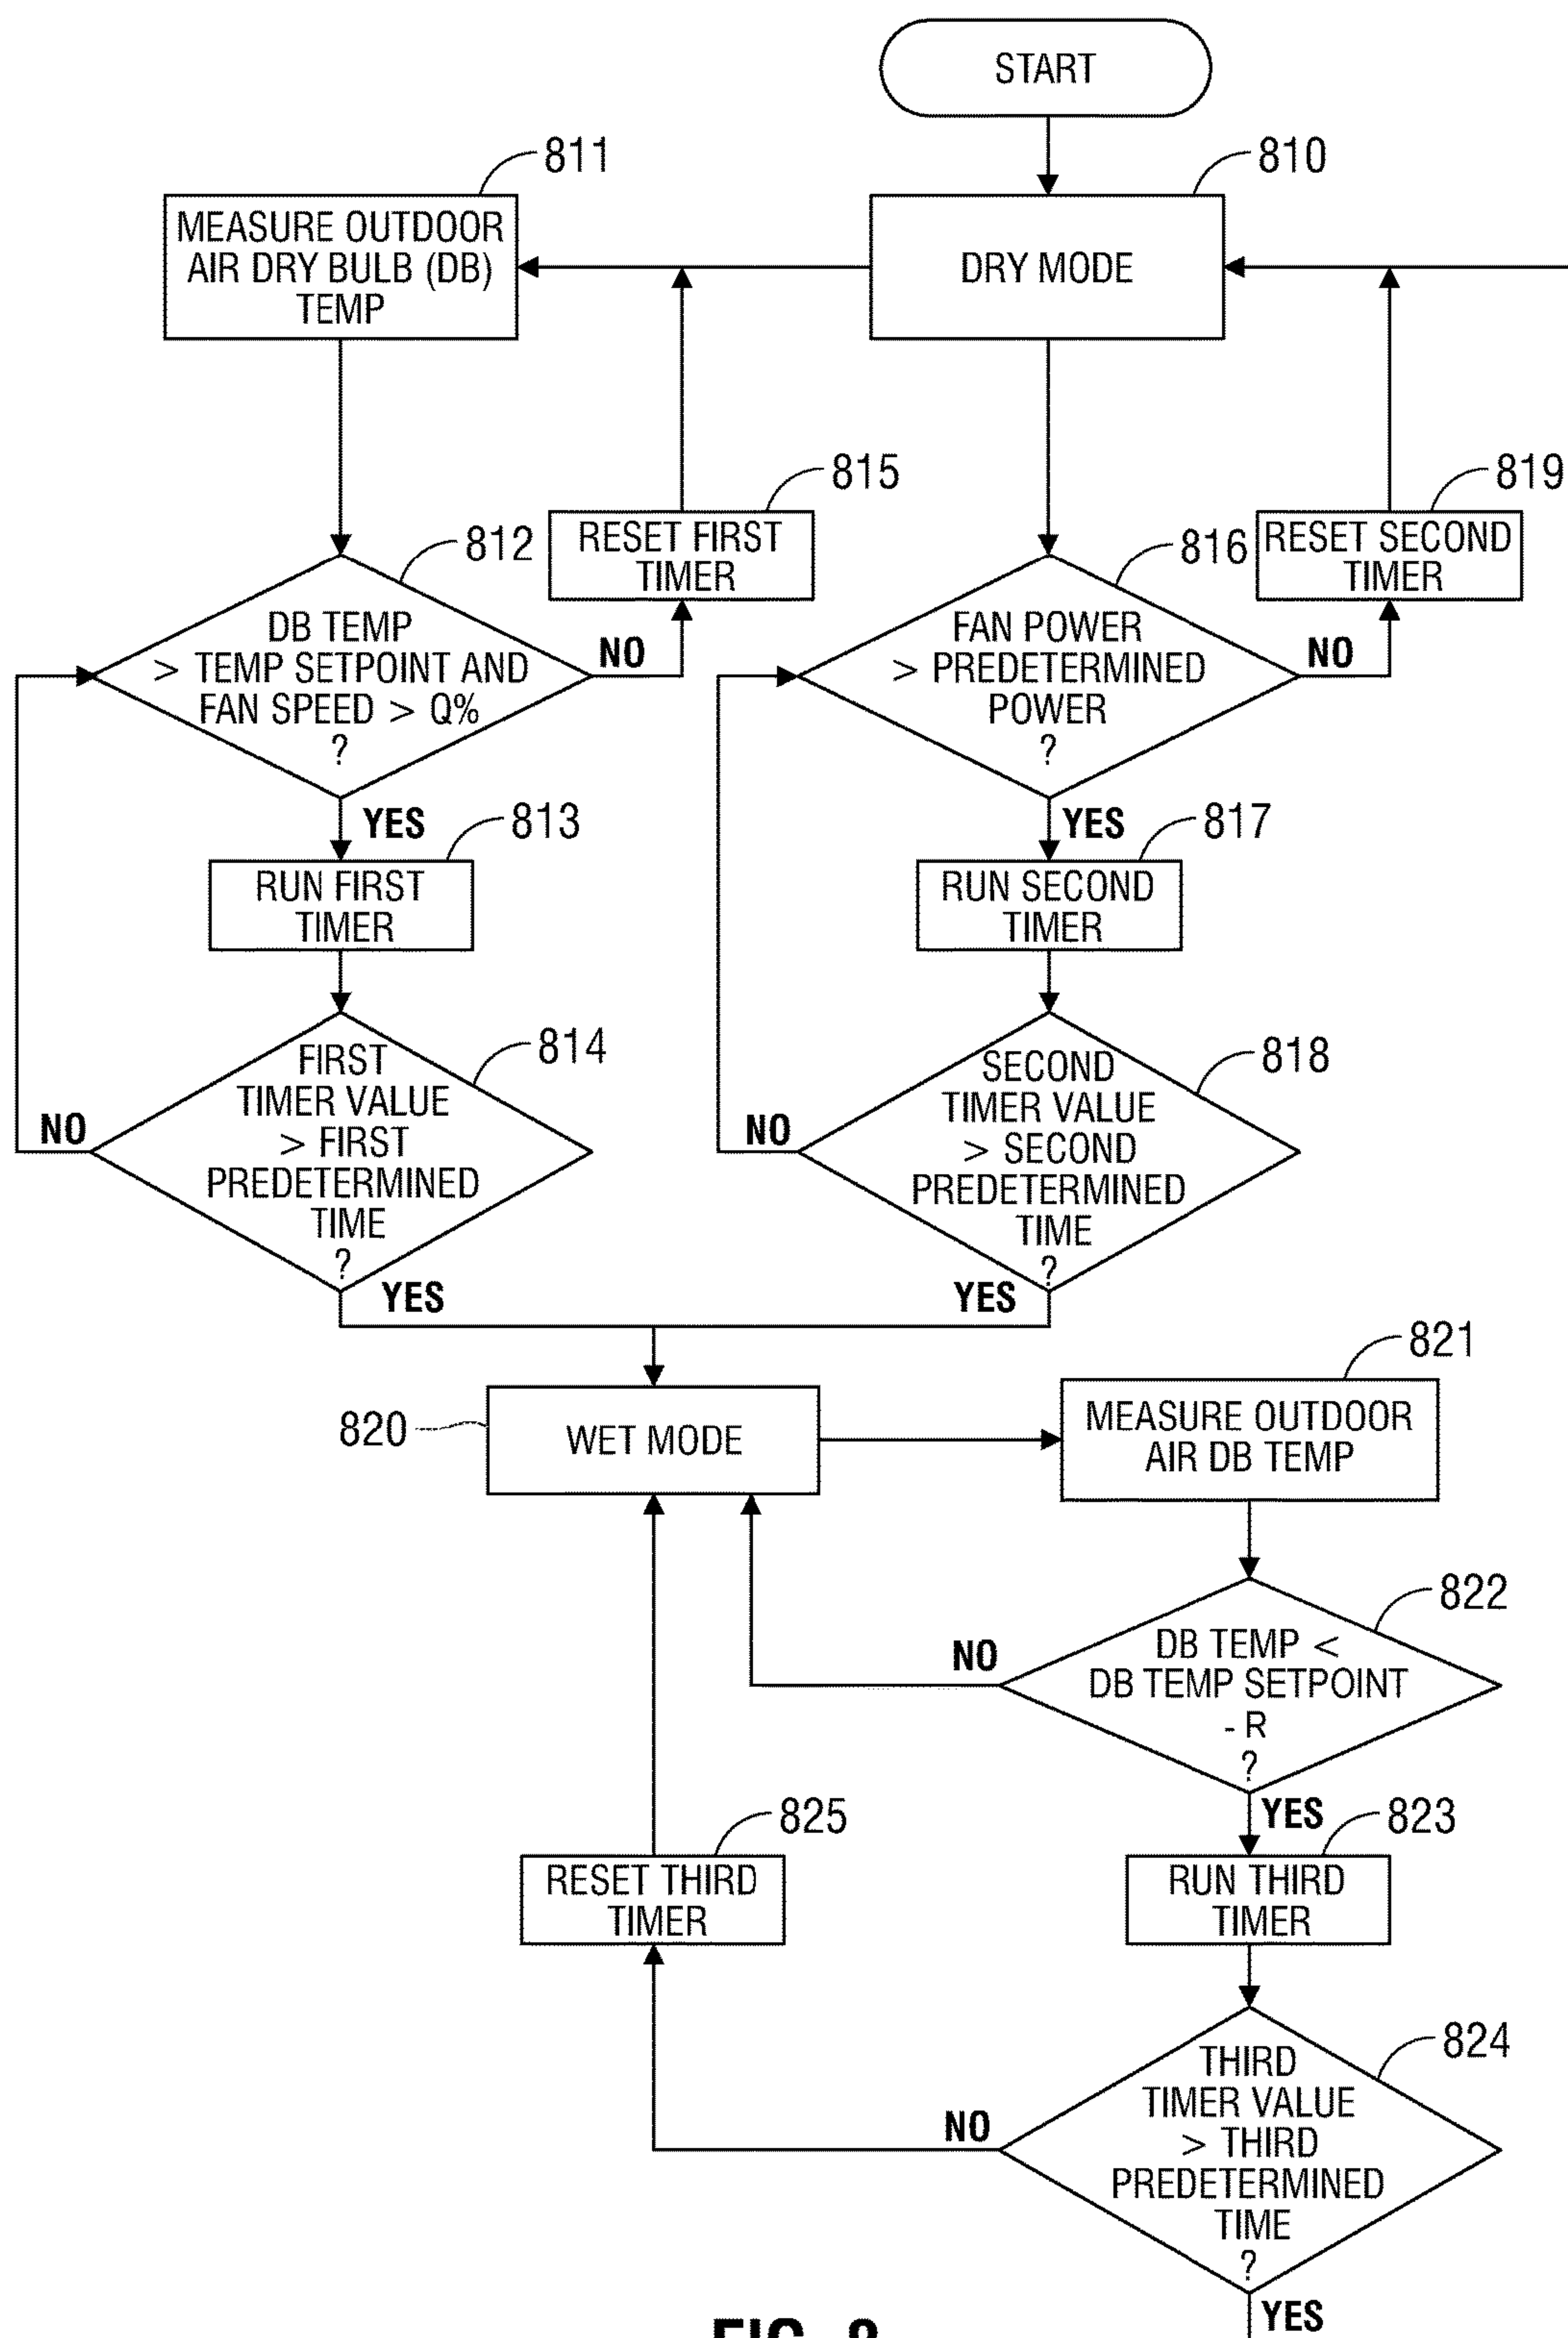 START
811
810
MEASURE OUTDOOR
AIR DRY BULB (DB)
TEMP
DRY MODE
815
819
812
RESET FIRST
TIMER
816
RESET SECOND
TIMER
DB TEMP
> TEMP SETPOINT AND
FAN SPEED > Q%
?
NO
FAN POWER
> PREDETERMINED
POWER
?
NO
YES
813
YES
817
RUN FIRST
TIMER
RUN SECOND
TIMER
814
818
FIRST
TIMER VALUE
> FIRST
PREDETERMINED
TIME
?
NO
SECOND
TIMER VALUE
> SECOND
PREDETERMINED
TIME
?
NO
YES
YES
821
820
WET MODE
MEASURE OUTDOOR
AIR DB TEMP
822
NO
DB TEMP <
DB TEMP SETPOINT
- R
?
YES
825
823
RESET THIRD
TIMER
RUN THIRD
TIMER
824
NO
THIRD
TIMER VALUE
> THIRD
PREDETERMINED
TIME
?
YES